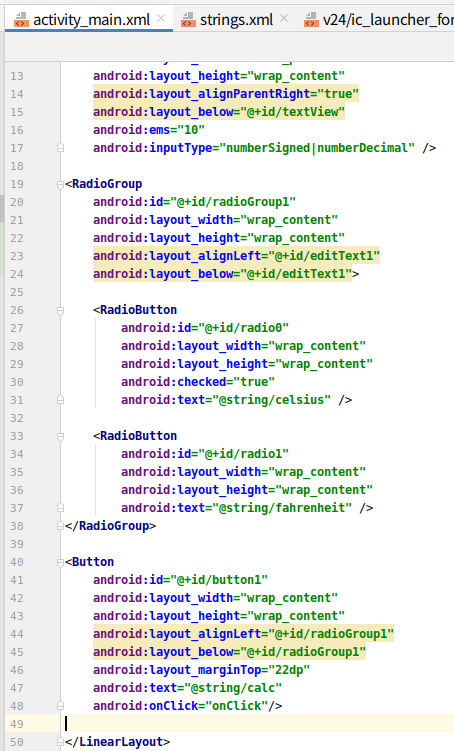 activity_main.xml
strings.xml
v24/ic_launcher_for
13 android:layout_height="wrap_content"
14 android:layout_alignParentRight="true"
15 android:layout_below="@+id/textView"
16 android:ems="10"
17 android:inputType="numberSigned|numberDecimal" />
18
19 <RadioGroup
20 android:id="@+id/radioGroup1"
21 android:layout_width="wrap_content"
22 android:layout_height="wrap_content"
23 android:layout_alignLeft="@+id/editText1"
24 android:layout_below="@+id/editText1">
25
26 <RadioButton
27 android:id="@+id/radio0"
28 android:layout_width="wrap_content"
29 android:layout_height="wrap_content"
30 android:checked="true"
31 android:text="@string/celsius" />
32
33 <RadioButton
34 android:id="@+id/radio1"
35 android:layout_width="wrap_content"
36 android:layout_height="wrap_content"
37 android:text="@string/fahrenheit" />
38 </RadioGroup>
39
40 <Button
41 android:id="@+id/button1"
42 android:layout_width="wrap_content"
43 android:layout_height="wrap_content"
44 android:layout_alignLeft="@+id/radioGroup1"
45 android:layout_below="@+id/radioGroup1"
46 android:layout_marginTop="22dp"
47 android:text="@string/calc"
48 android:onClick="onClick"/>
49
50 </LinearLayout>